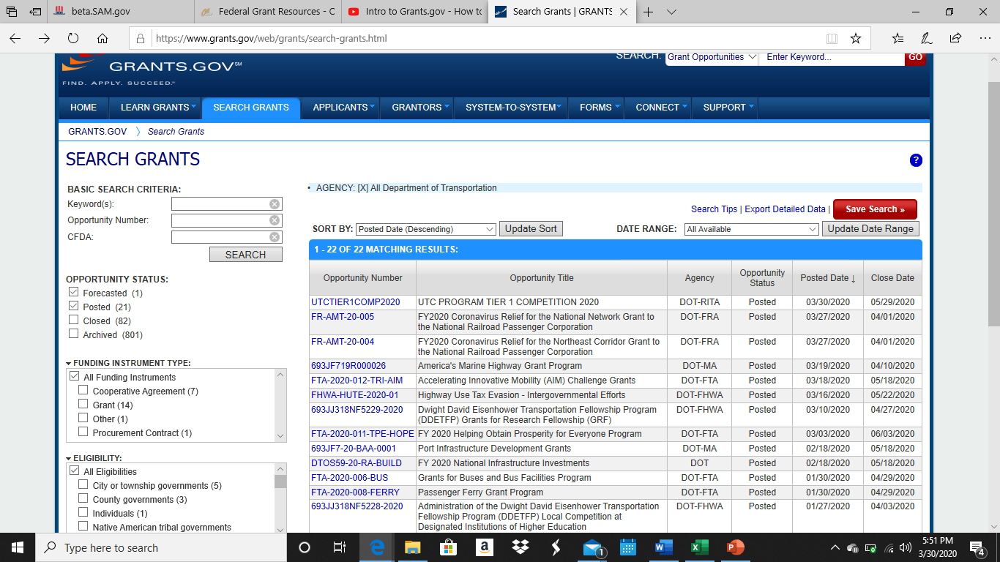 beta.SAM.gov
Federal Grant Resources - C
Intro to Grants.gov - How to
Search Grants | GRANTS
https://www.grants.gov/web/grants/search-grants.html
GRANTS.GOV℠
FIND. APPLY. SUCCEED.
SEARCH: Grant Opportunities Enter Keyword... GO
HOME LEARN GRANTS SEARCH GRANTS APPLICANTS GRANTORS SYSTEM-TO-SYSTEM FORMS CONNECT SUPPORT
GRANTS.GOV Search Grants
SEARCH GRANTS
?
BASIC SEARCH CRITERIA:
Keyword(s):
Opportunity Number:
CFDA:
SEARCH
OPPORTUNITY STATUS:
Forecasted (1)
Posted (21)
Closed (82)
Archived (801)
FUNDING INSTRUMENT TYPE:
All Funding Instruments
Cooperative Agreement (7)
Grant (14)
Other (1)
Procurement Contract (1)
ELIGIBILITY:
All Eligibilities
City or township governments (5)
County governments (3)
Individuals (1)
Native American tribal governments
• AGENCY: [X] All Department of Transportation
Search Tips | Export Detailed Data | Save Search »
SORT BY: Posted Date (Descending) Update Sort DATE RANGE: All Available Update Date Range
1 - 22 OF 22 MATCHING RESULTS:
Opportunity Number Opportunity Title Agency Opportunity Status Posted Date ↓ Close Date
UTCTIER1COMP2020 UTC PROGRAM TIER 1 COMPETITION 2020 DOT-RITA Posted 03/30/2020 05/29/2020
FR-AMT-20-005 FY2020 Coronavirus Relief for the National Network Grant to the National Railroad Passenger Corporation DOT-FRA Posted 03/27/2020 04/01/2020
FR-AMT-20-004 FY2020 Coronavirus Relief for the Northeast Corridor Grant to the National Railroad Passenger Corporation DOT-FRA Posted 03/27/2020 04/01/2020
693JF719R000026 America's Marine Highway Grant Program DOT-MA Posted 03/19/2020 04/10/2020
FTA-2020-012-TRI-AIM Accelerating Innovative Mobility (AIM) Challenge Grants DOT-FTA Posted 03/18/2020 05/18/2020
FHWA-HUTE-2020-01 Highway Use Tax Evasion - Intergovernmental Efforts DOT-FHWA Posted 03/16/2020 05/22/2020
693JJ318NF5229-2020 Dwight David Eisenhower Transportation Fellowship Program (DDETFP) Grants for Research Fellowship (GRF) DOT-FHWA Posted 03/10/2020 04/27/2020
FTA-2020-011-TPE-HOPE FY 2020 Helping Obtain Prosperity for Everyone Program DOT-FTA Posted 03/03/2020 06/03/2020
693JF7-20-BAA-0001 Port Infrastructure Development Grants DOT-MA Posted 02/18/2020 05/18/2020
DTOS59-20-RA-BUILD FY 2020 National Infrastructure Investments DOT Posted 02/18/2020 05/18/2020
FTA-2020-006-BUS Grants for Buses and Bus Facilities Program DOT-FTA Posted 01/30/2020 04/29/2020
FTA-2020-008-FERRY Passenger Ferry Grant Program DOT-FTA Posted 01/30/2020 04/29/2020
693JJ318NF5228-2020 Administration of the Dwight David Eisenhower Transportation Fellowship Program (DDETFP) Local Competition at Designated Institutions of Higher Education DOT-FHWA Posted 01/27/2020 04/03/2020
Type here to search
a
1
5:51 PM
3/30/2020
4